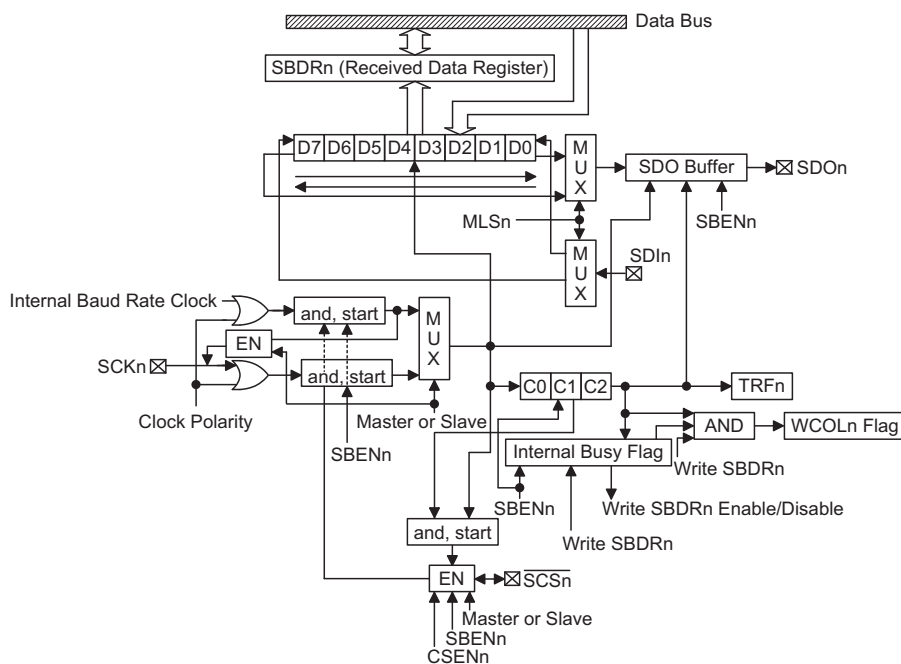 Data Bus
SBDRn (Received Data Register)
D7 D6 D5 D4 D3 D2 D1 D0
MUX
SDO Buffer
SDOn
MLSn
SBENn
MUX
SDIn
Internal Baud Rate Clock
and, start
MUX
EN
SCKn
and, start
C0 C1 C2
TRFn
Clock Polarity
Master or Slave
AND
WCOLn Flag
SBENn
Internal Busy Flag
Write SBDRn
SBENn
Write SBDRn Enable/Disable
and, start
Write SBDRn
EN
SCSn
Master or Slave
SBENn
CSENn